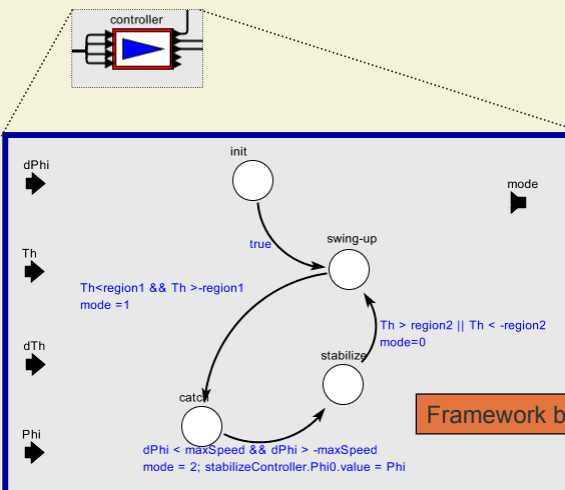 controller
init
dPhi
mode
true
swing-up
Th
Th<region1 && Th >-region1
mode =1
Th > region2 || Th < -region2
mode=0
dTh
stabilize
catch
Framework b
Phi
dPhi < maxSpeed && dPhi > -maxSpeed
mode = 2; stabilizeController.Phi0.value = Phi